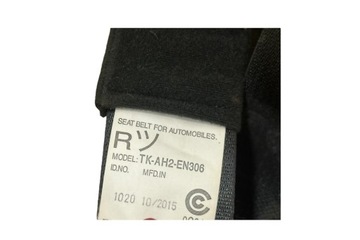 SEAT BELT FOR AUTOMOBILES.
Rツ
MODEL: TK-AH2-EN306
ID.NO. MFD.IN
1020 10/2015